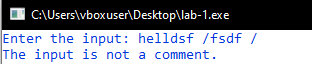 C:\Users\vboxuser\Desktop\lab-1.exe
Enter the input: helldsf /fsdf /
The input is not a comment.